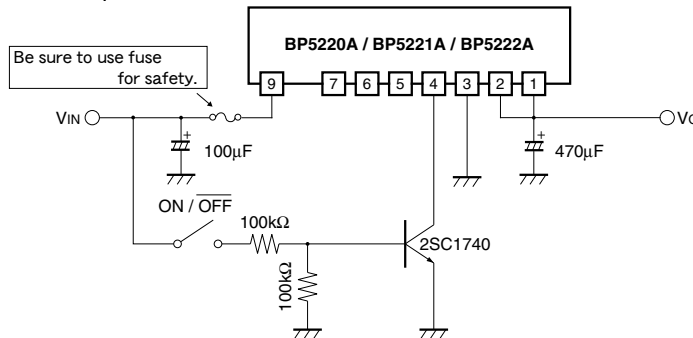 BP5220A / BP5221A / BP5222A
Be sure to use fuse
for safety.
9 7 6 5 4 3 2 1
VIN
+
100μF
+
470μF
ON / OFF
100kΩ
100kΩ
2SC1740